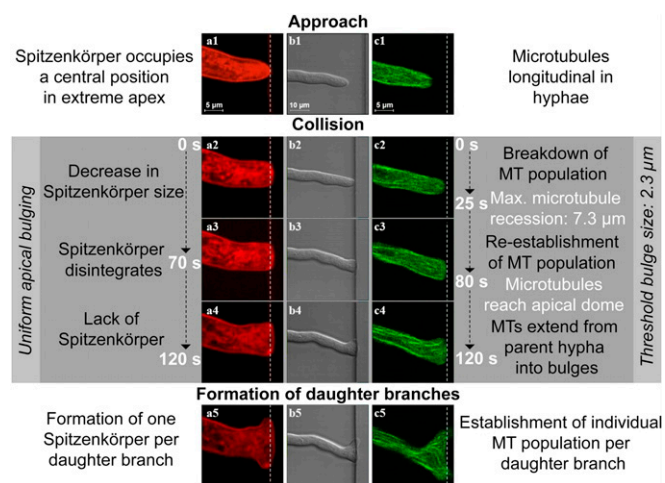 Approach
Spitzenkörper occupies
a central position
in extreme apex
a1
5 µm
b1
10 µm
c1
5 µm
Microtubules
longitudinal in
hyphae
Collision
Uniform apical bulging
0 s
Decrease in
Spitzenkörper size
Spitzenkörper
disintegrates
70 s
Lack of
Spitzenkörper
120 s
a2
b2
c2
a3
b3
c3
a4
b4
c4
0 s
Breakdown of
MT population
25 s
Max. microtubule
recession: 7.3 µm
Re-establishment
of MT population
80 s
Microtubules
reach apical dome
MTs extend from
parent hypha
into bulges
120 s
Threshold bulge size: 2.3 µm
Formation of daughter branches
Formation of one
Spitzenkörper per
daughter branch
a5
b5
c5
Establishment of individual
MT population per
daughter branch